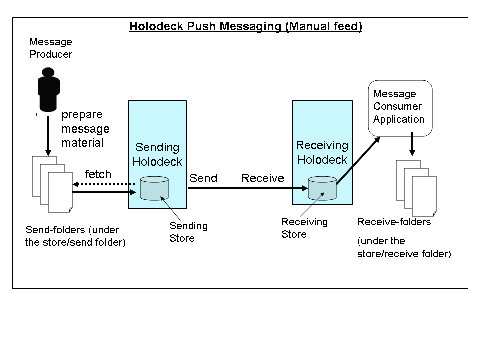 Holodeck Push Messaging (Manual feed)
Message
Producer
prepare
message
material
fetch
Send-folders (under
the store/send folder)
Sending
Holodeck
Sending
Store
Send
Receive
Receiving
Holodeck
Receiving
Store
Message
Consumer
Application
Receive-folders
(under the
store/receive folder)